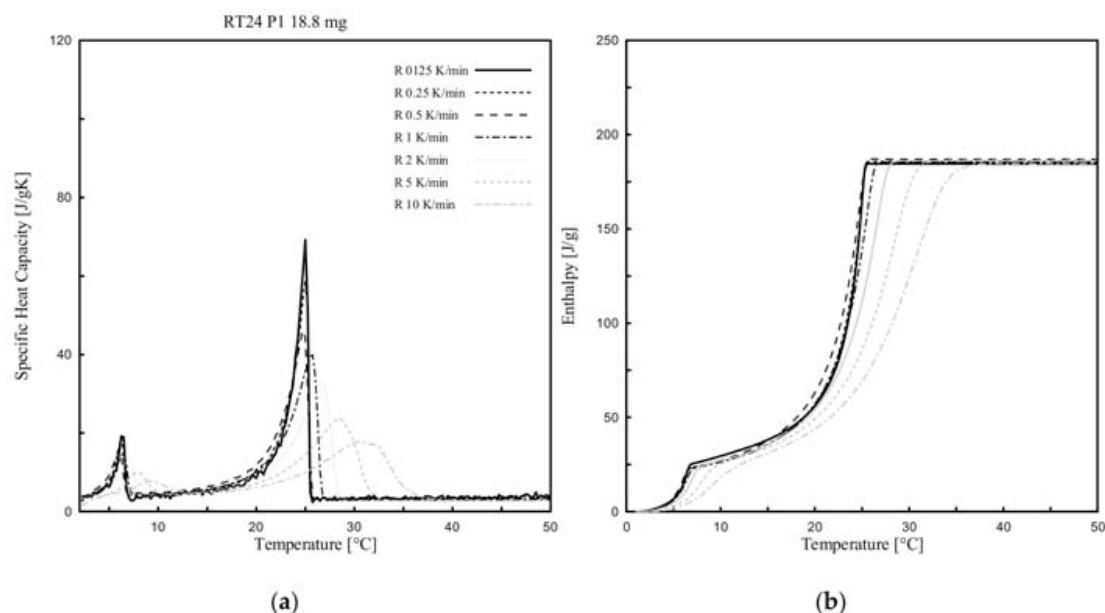 RT24 P1 18.8 mg
120
80
40
0
Specific Heat Capacity [J/gK]
R 0125 K/min
R 0.25 K/min
R 0.5 K/min
R 1 K/min
R 2 K/min
R 5 K/min
R 10 K/min
10
20
30
40
50
Temperature [°C]
(a)
250
200
150
100
50
0
Enthalpy [J/g]
0
10
20
30
40
50
Temperature [°C]
(b)